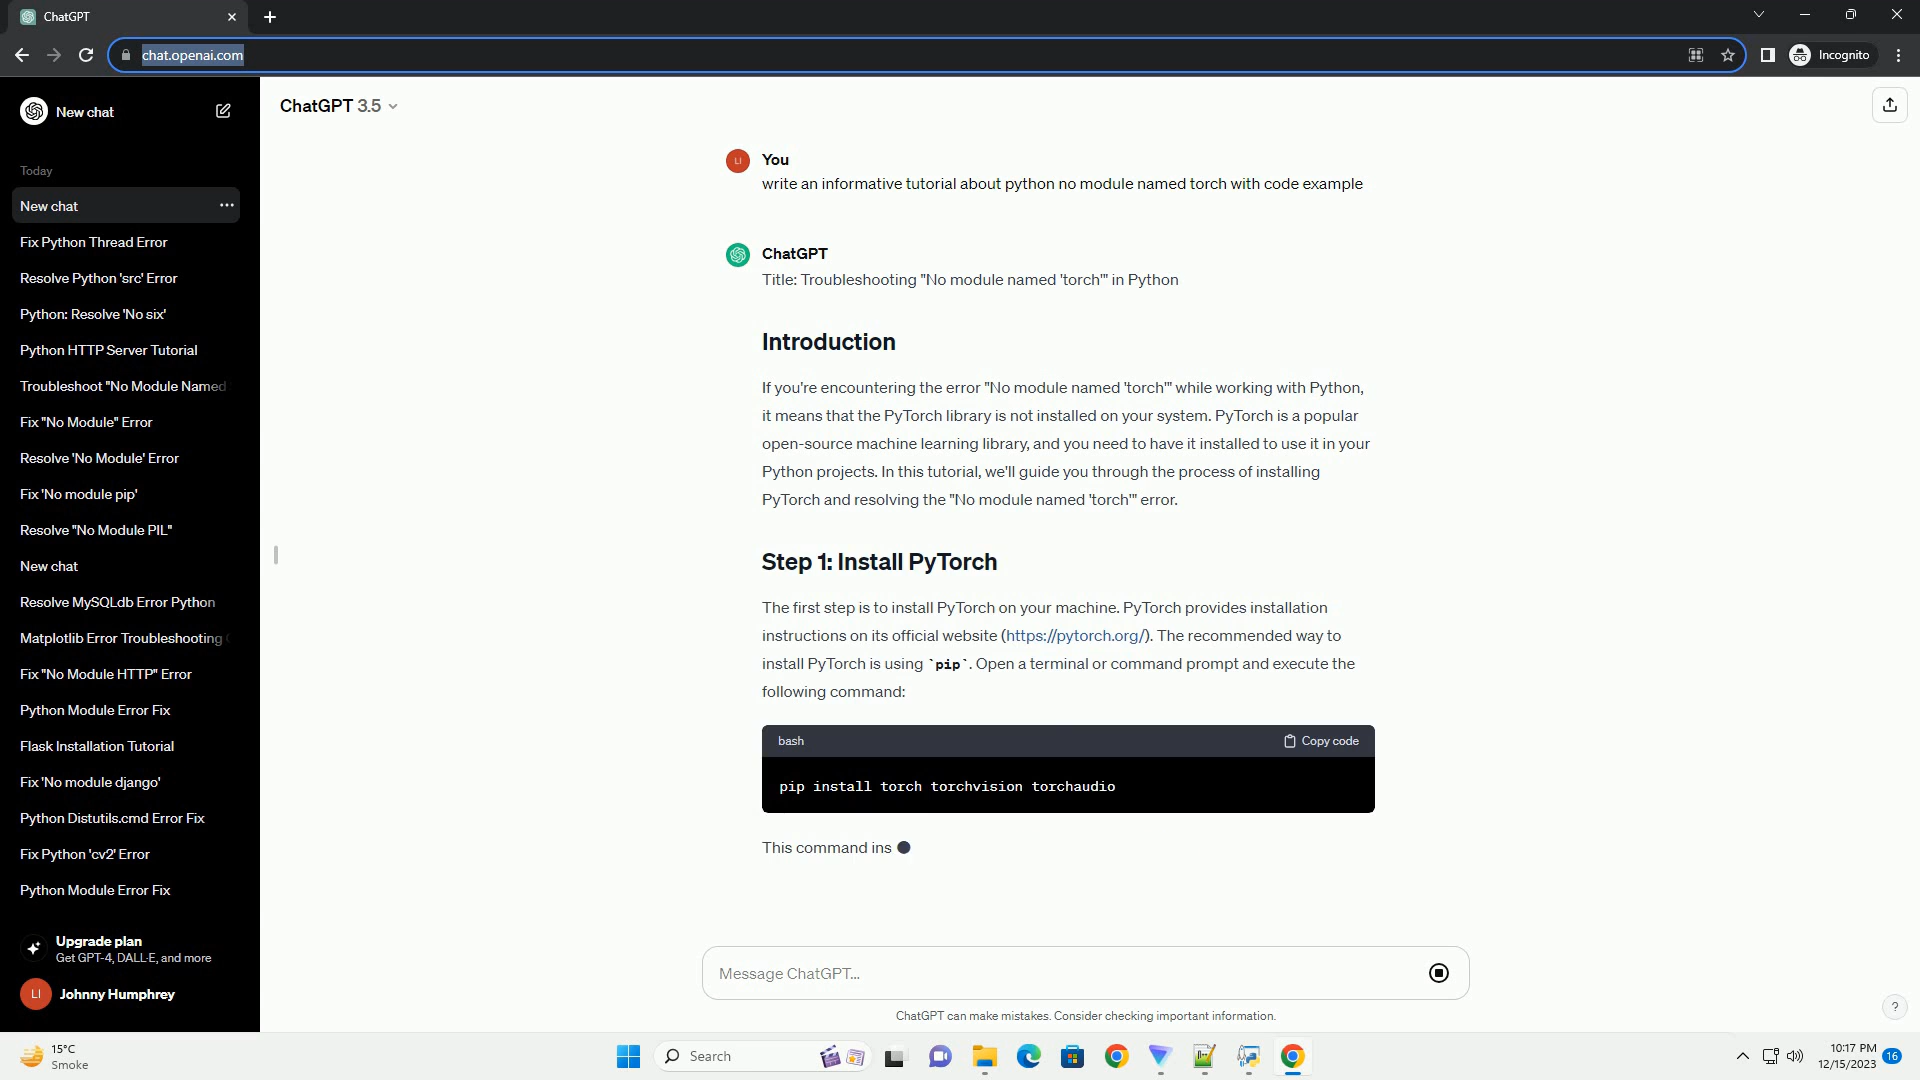 ChatGPT
chat.openai.com
Incognito
New chat
ChatGPT 3.5
Today
New chat
Fix Python Thread Error
Resolve Python 'src' Error
Python: Resolve 'No six'
Python HTTP Server Tutorial
Troubleshoot "No Module Named
Fix "No Module" Error
Resolve 'No Module' Error
Fix 'No module pip'
Resolve "No Module PIL"
New chat
Resolve MySQLdb Error Python
Matplotlib Error Troubleshooting
Fix "No Module HTTP" Error
Python Module Error Fix
Flask Installation Tutorial
Fix 'No module django'
Python Distutils.cmd Error Fix
Fix Python 'cv2' Error
Python Module Error Fix
Upgrade plan
Get GPT-4, DALL·E, and more
LI
Johnny Humphrey
LI
You
write an informative tutorial about python no module named torch with code example
ChatGPT
Title: Troubleshooting "No module named 'torch'" in Python
Introduction
If you're encountering the error "No module named 'torch'" while working with Python,
it means that the PyTorch library is not installed on your system. PyTorch is a popular
open-source machine learning library, and you need to have it installed to use it in your
Python projects. In this tutorial, we'll guide you through the process of installing
PyTorch and resolving the "No module named 'torch'" error.
Step 1: Install PyTorch
The first step is to install PyTorch on your machine. PyTorch provides installation
instructions on its official website (https://pytorch.org/). The recommended way to
install PyTorch is using `pip`. Open a terminal or command prompt and execute the
following command:
bash
Copy code
pip install torch torchvision torchaudio
This command ins
Message ChatGPT...
ChatGPT can make mistakes. Consider checking important information.
?
15°C
Smoke
Search
10:17 PM
12/15/2023
16